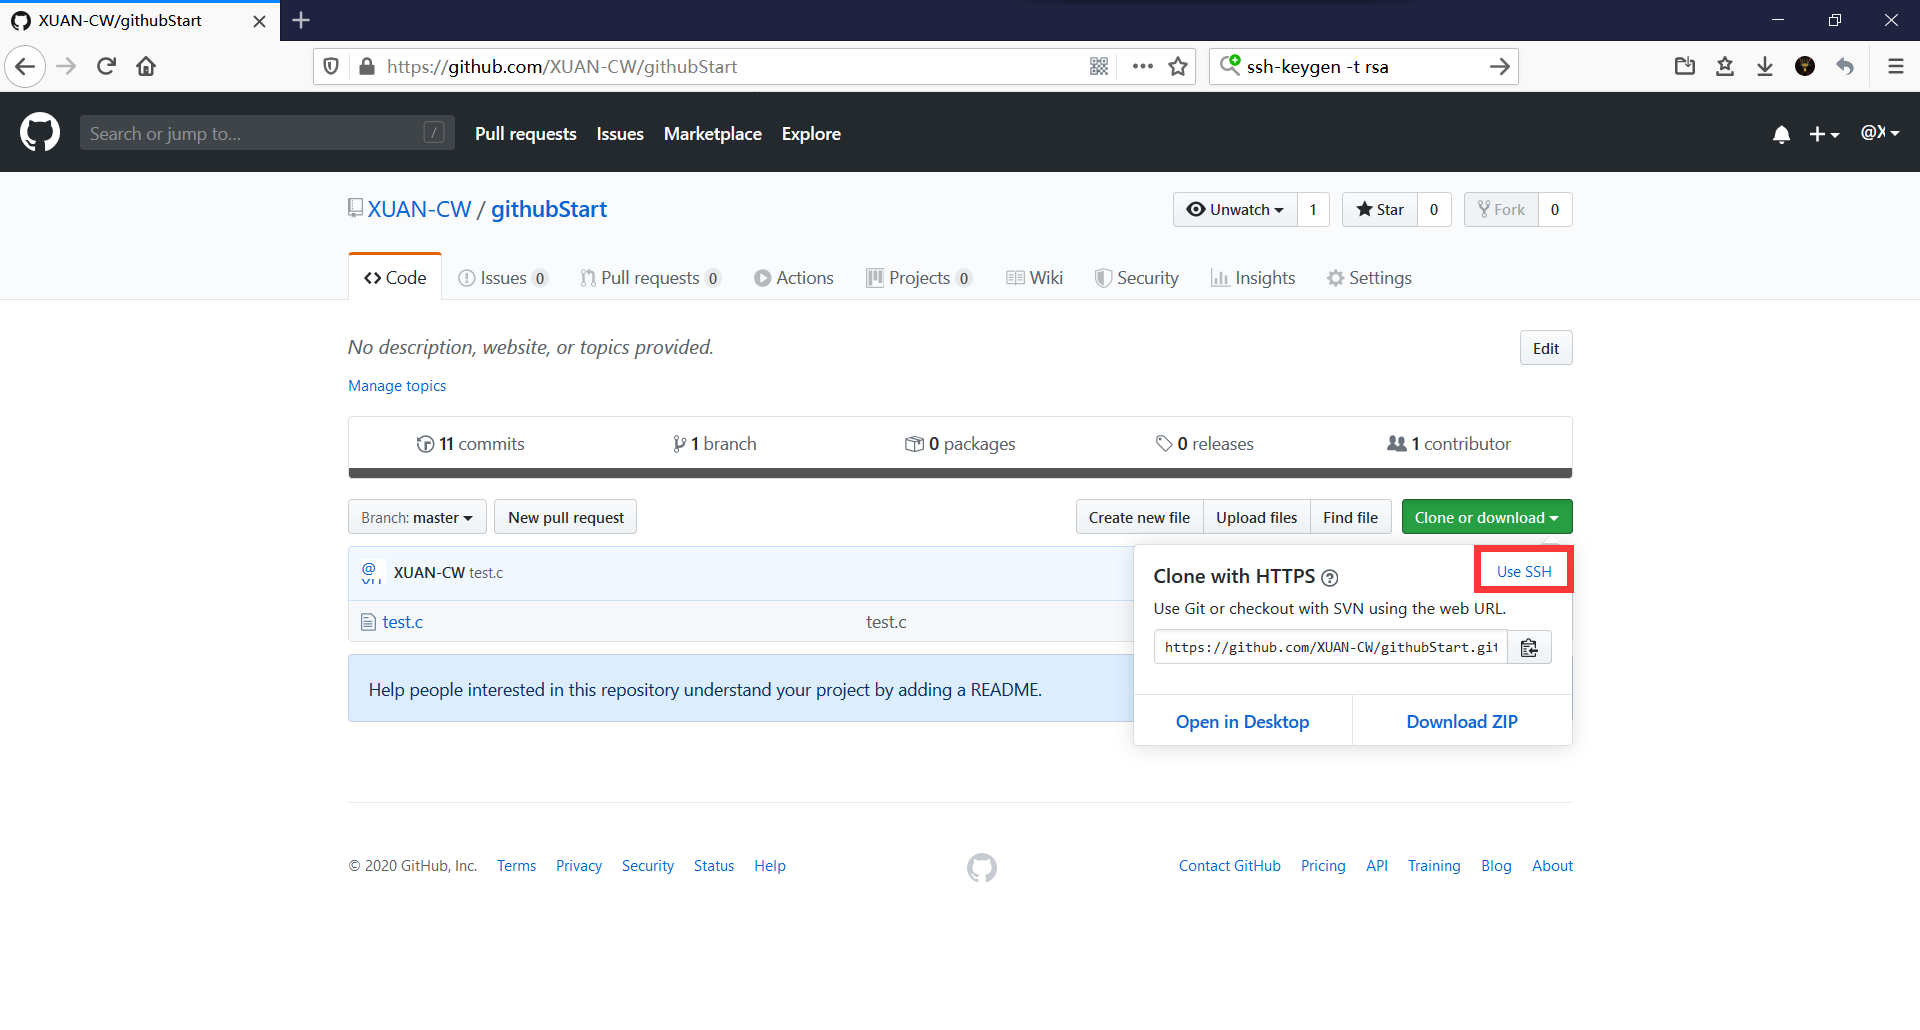 XUAN-CW/githubStart
https://github.com/XUAN-CW/githubStart
ssh-keygen -t rsa
Search or jump to... /
Pull requests Issues Marketplace Explore
@X
XUAN-CW / githubStart
Unwatch 1 Star 0 Fork 0
Code Issues 0 Pull requests 0 Actions Projects 0 Wiki Security Insights Settings
No description, website, or topics provided.
Edit
Manage topics
11 commits 1 branch 0 packages 0 releases 1 contributor
Branch: master New pull request Create new file Upload files Find file Clone or download
XUAN-CW test.c
test.c test.c
Help people interested in this repository understand your project by adding a README.
Clone with HTTPS ? Use SSH
Use Git or checkout with SVN using the web URL.
https://github.com/XUAN-CW/githubStart.git
Open in Desktop Download ZIP
© 2020 GitHub, Inc. Terms Privacy Security Status Help Contact GitHub Pricing API Training Blog About